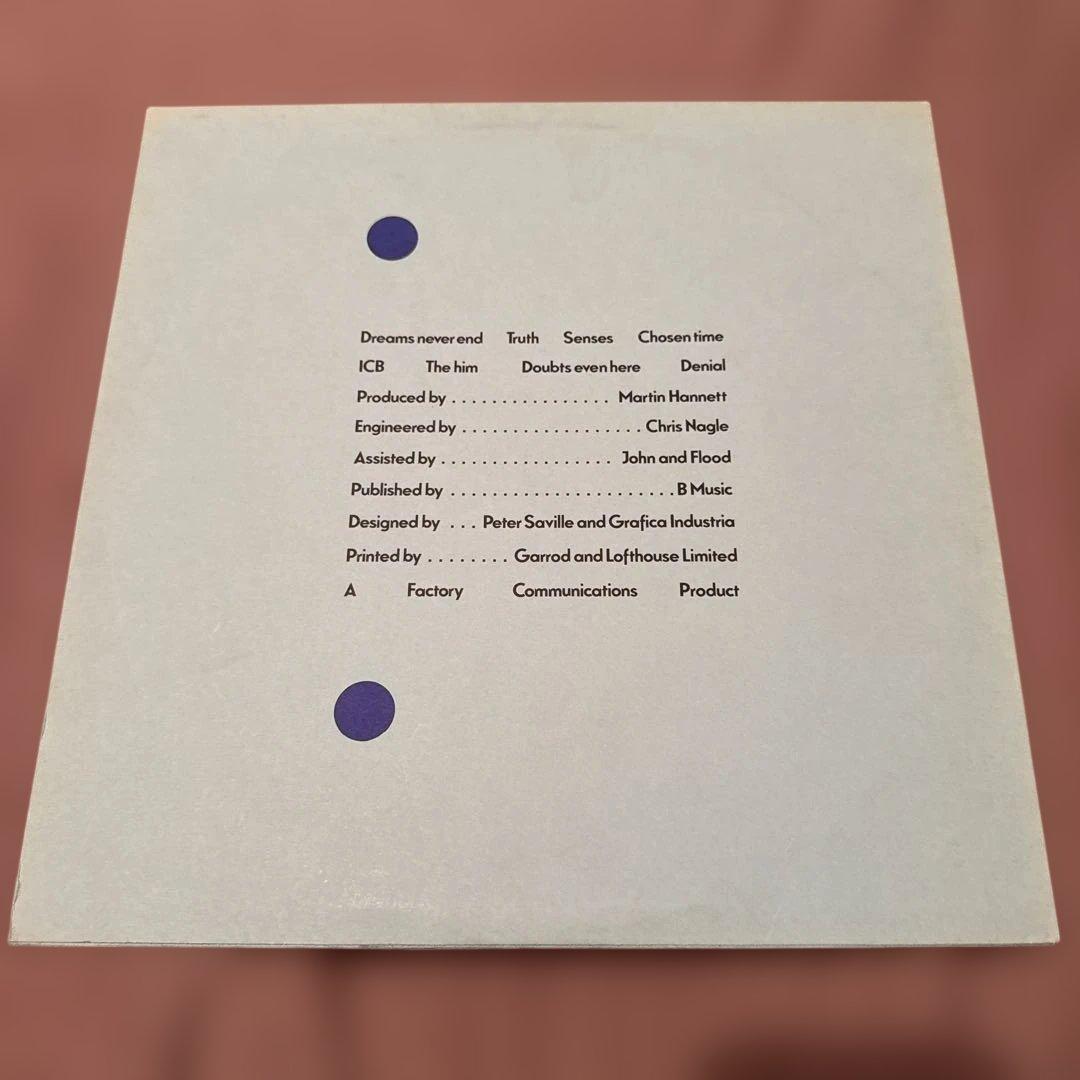 Dreams never end Truth Senses Chosen time
ICB The him Doubts even here Denial
Produced by . . . . . . . . . . . . . . . . Martin Hannett
Engineered by . . . . . . . . . . . . . . . . . . Chris Nagle
Assisted by . . . . . . . . . . . . . . . . . John and Flood
Published by . . . . . . . . . . . . . . . . . . . . . . . B Music
Designed by . . . Peter Saville and Grafica Industria
Printed by . . . . . . . . Garrod and Lofthouse Limited
A Factory Communications Product